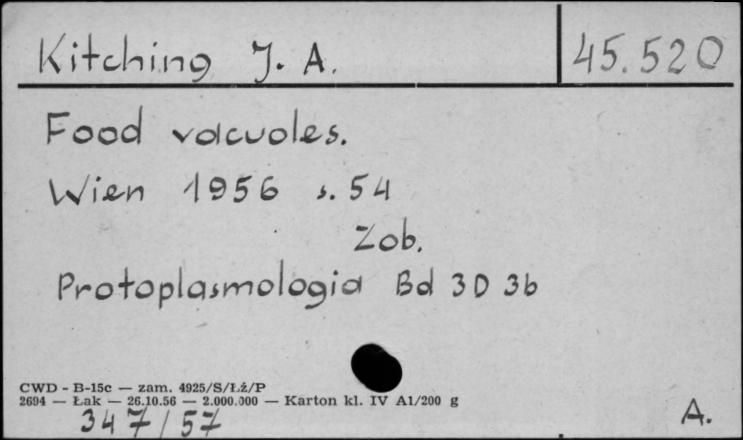 Kitching J. A.
45.520
Food vacuoles.
Wien 1956 s. 54
Zob.
Protoplasmologia Bd 3D 3b
CWD - B-15c — zam. 4925/S/Łż/P
2694 — Łak — 26.10.56 — 2.000.000 — Karton kl. IV A1/200 g
347/57
A.